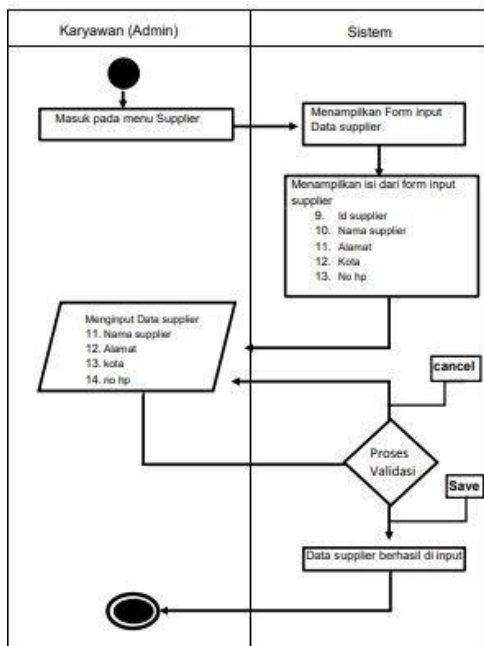 Karyawan (Admin)
Sistem
Masuk pada menu Supplier
Menampilkan Form input
Data supplier
Menampilkan isi dari form input
supplier
9. Id supplier
10. Nama supplier
11. Alamat
12. Kota
13. No hp
Menginput Data supplier
11. Nama supplier
12. Alamat
13. kota
14. no hp
cancel
Proses
Validasi
Save
Data supplier berhasil di input